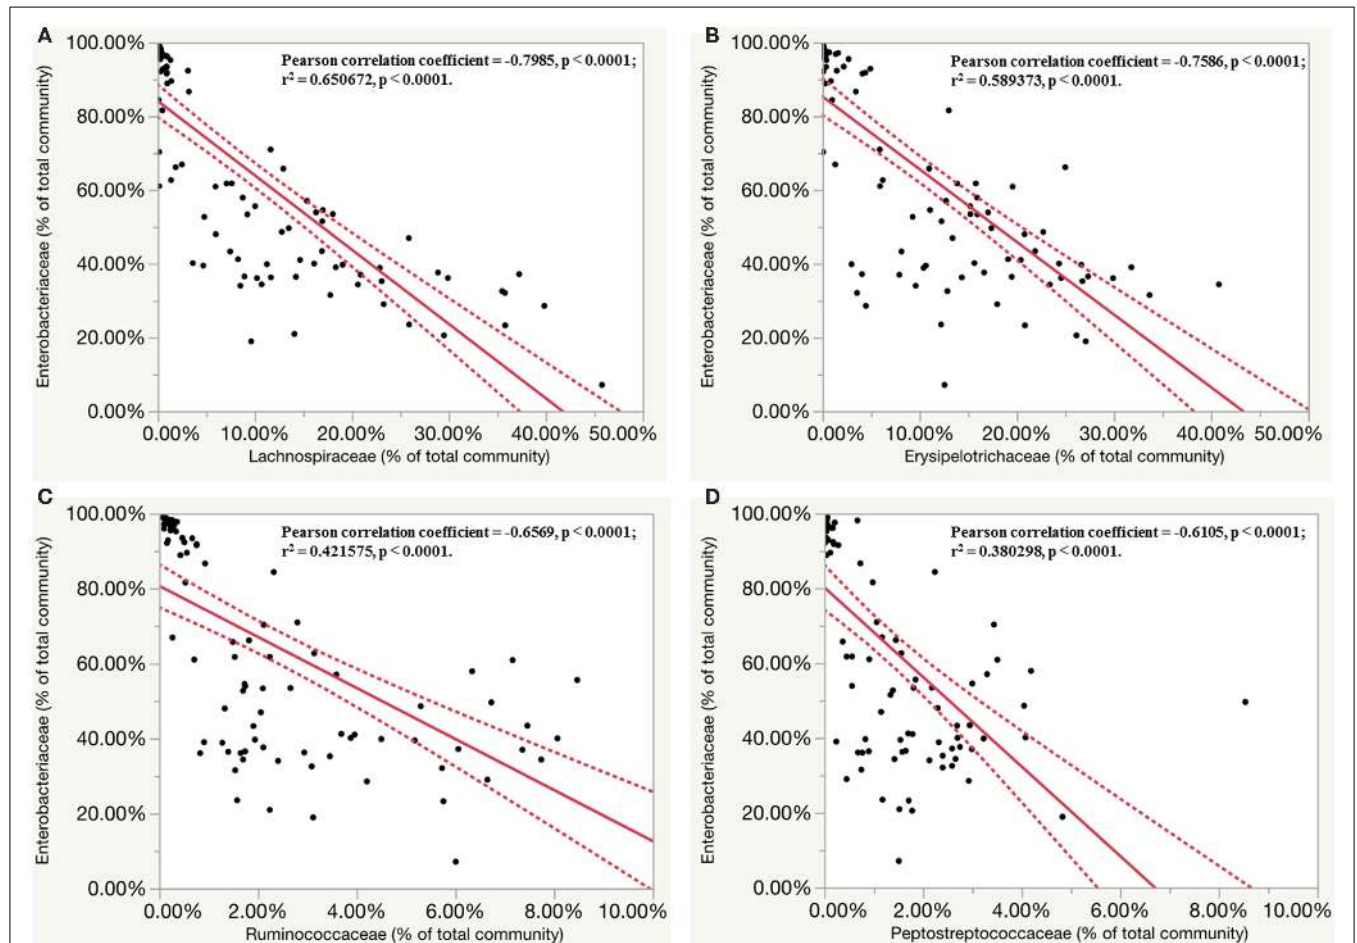 A
Pearson correlation coefficient = -0.7985, p < 0.0001;
r² = 0.650672, p < 0.0001.
Enterobacteriaceae (% of total community)
100.00%
80.00%
60.00%
40.00%
20.00%
0.00%
0.00% 10.00% 20.00% 30.00% 40.00% 50.00%
Lachnospiraceae (% of total community)
B
Pearson correlation coefficient = -0.7586, p < 0.0001;
r² = 0.589373, p < 0.0001.
Enterobacteriaceae (% of total community)
100.00%
80.00%
60.00%
40.00%
20.00%
0.00%
0.00% 10.00% 20.00% 30.00% 40.00% 50.00%
Erysipelotrichaceae (% of total community)
C
Pearson correlation coefficient = -0.6569, p < 0.0001;
r² = 0.421575, p < 0.0001.
Enterobacteriaceae (% of total community)
100.00%
80.00%
60.00%
40.00%
20.00%
0.00%
0.00% 2.00% 4.00% 6.00% 8.00% 10.00%
Ruminococcaceae (% of total community)
D
Pearson correlation coefficient = -0.6105, p < 0.0001;
r² = 0.380298, p < 0.0001.
Enterobacteriaceae (% of total community)
100.00%
80.00%
60.00%
40.00%
20.00%
0.00%
0.00% 2.00% 4.00% 6.00% 8.00% 10.00%
Peptostreptococcaceae (% of total community)